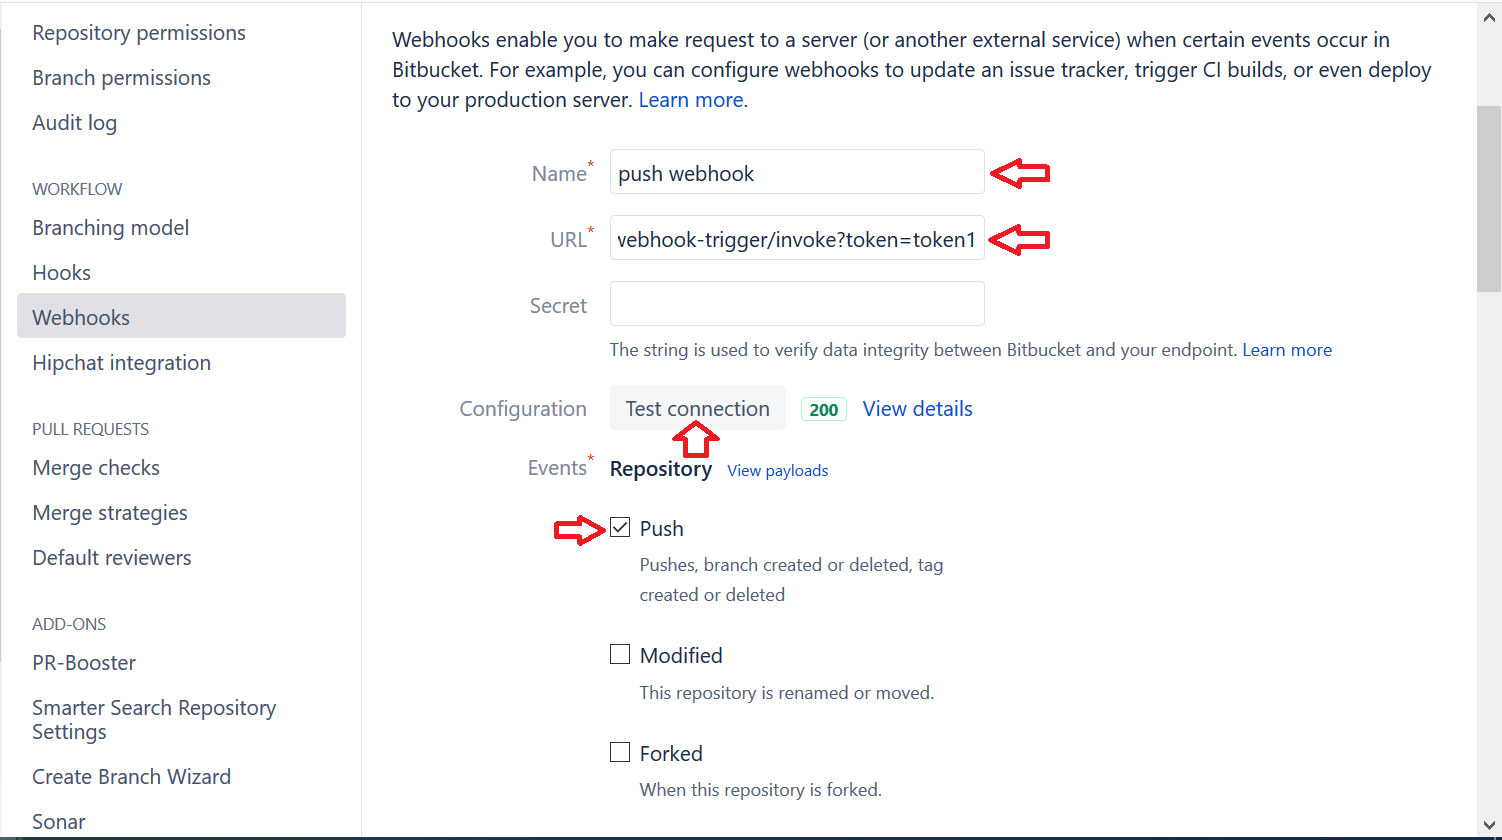 Repository permissions
Branch permissions
Audit log
WORKFLOW
Branching model
Hooks
Webhooks
Hipchat integration
PULL REQUESTS
Merge checks
Merge strategies
Default reviewers
ADD-ONS
PR-Booster
Smarter Search Repository
Settings
Create Branch Wizard
Sonar
Webhooks enable you to make request to a server (or another external service) when certain events occur in
Bitbucket. For example, you can configure webhooks to update an issue tracker, trigger CI builds, or even deploy
to your production server. Learn more.
Name* push webhook
URL* webhook-trigger/invoke?token=token1
Secret
The string is used to verify data integrity between Bitbucket and your endpoint. Learn more
Configuration Test connection 200 View details
Events* Repository View payloads
Push
Pushes, branch created or deleted, tag
created or deleted
Modified
This repository is renamed or moved.
Forked
When this repository is forked.